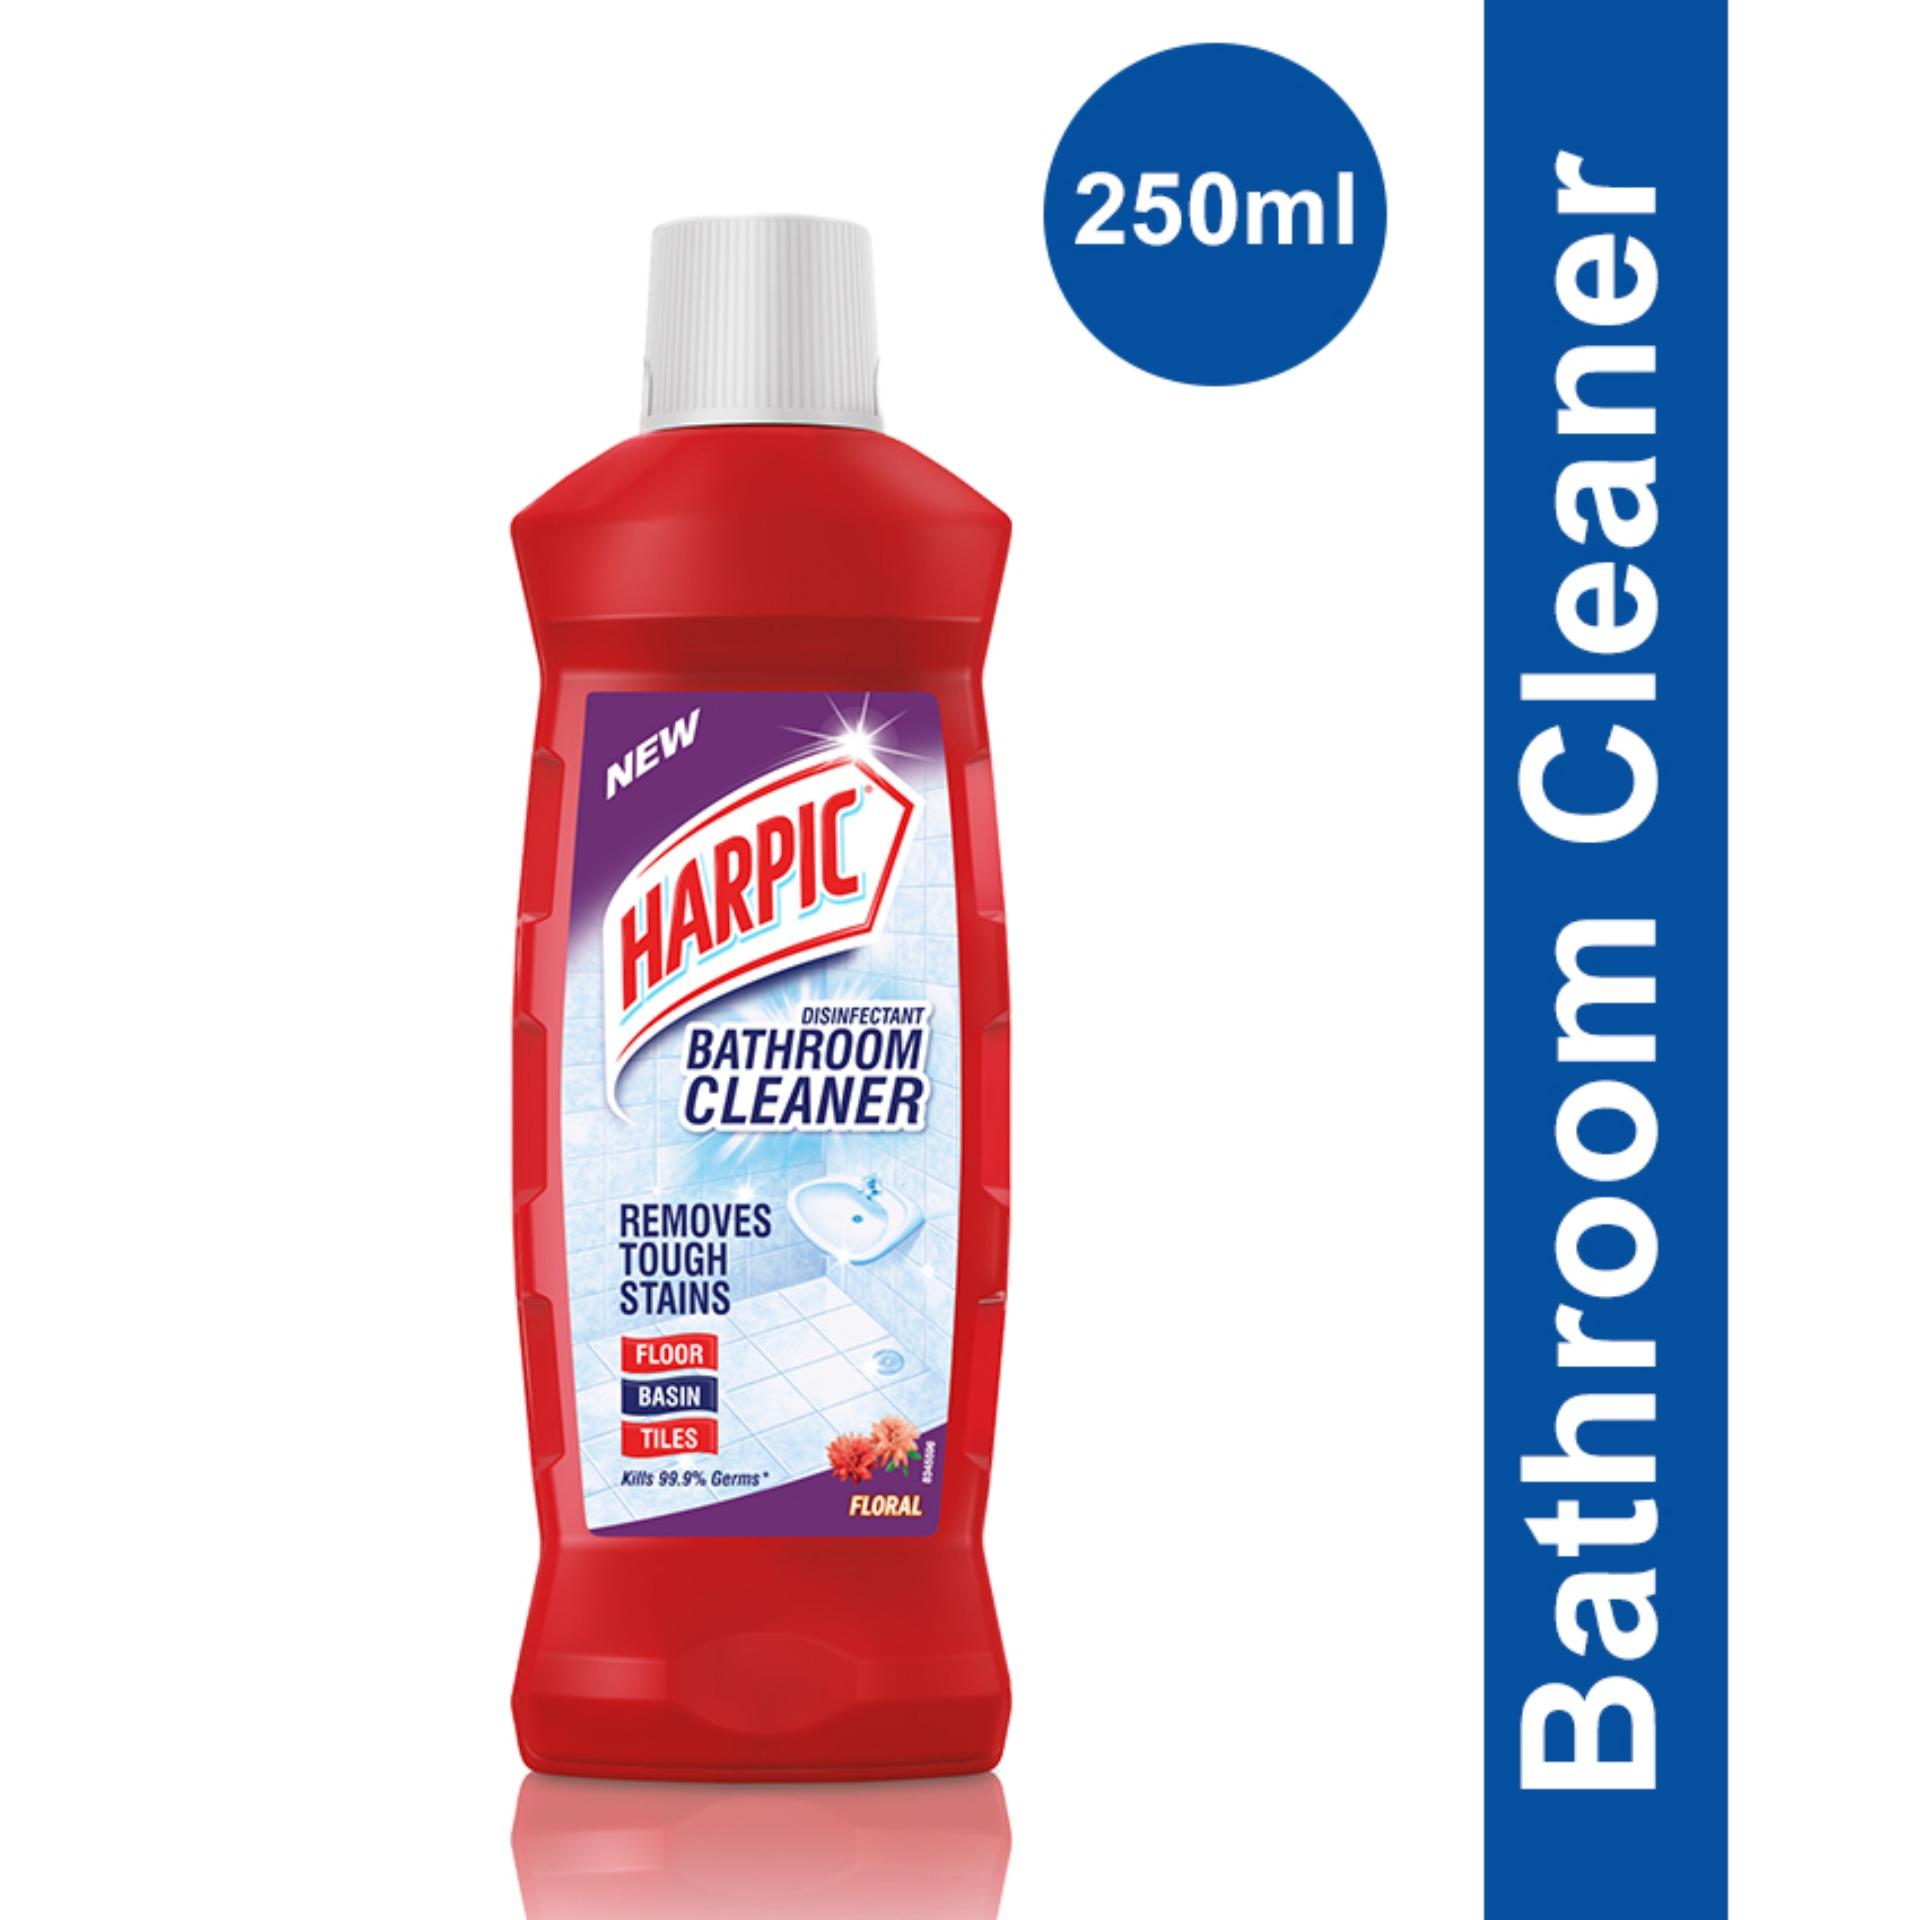 250ml
Bathroom Cleaner
NEW
HARPIC®
DISINFECTANT
BATHROOM
CLEANER
REMOVES
TOUGH
STAINS
FLOOR
BASIN
TILES
Kills 99.9% Germs*
FLORAL